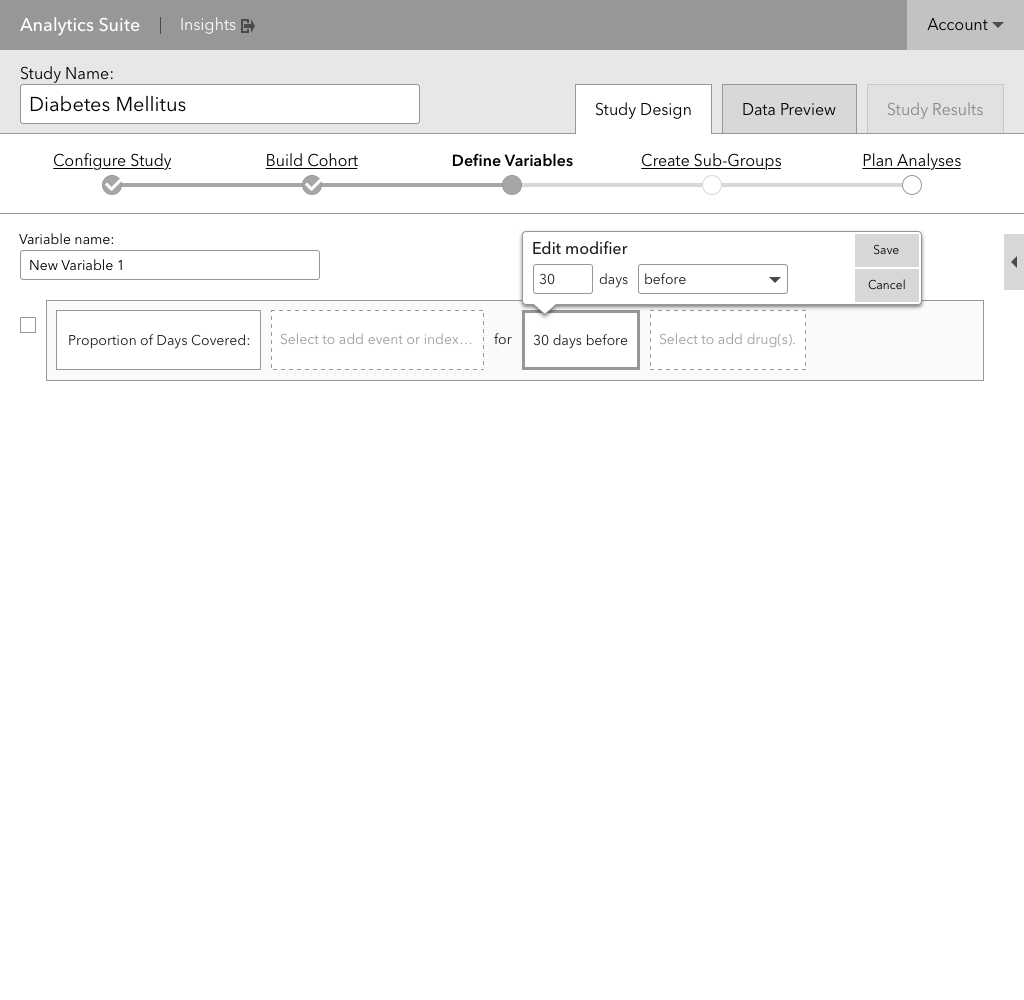 Analytics Suite | Insights
Account
Study Name:
Diabetes Mellitus
Study Design
Data Preview
Study Results
Configure Study
Build Cohort
Define Variables
Create Sub-Groups
Plan Analyses
Variable name:
New Variable 1
Edit modifier
30 days before
Save
Cancel
Proportion of Days Covered:
Select to add event or index…
for
30 days before
Select to add drug(s).